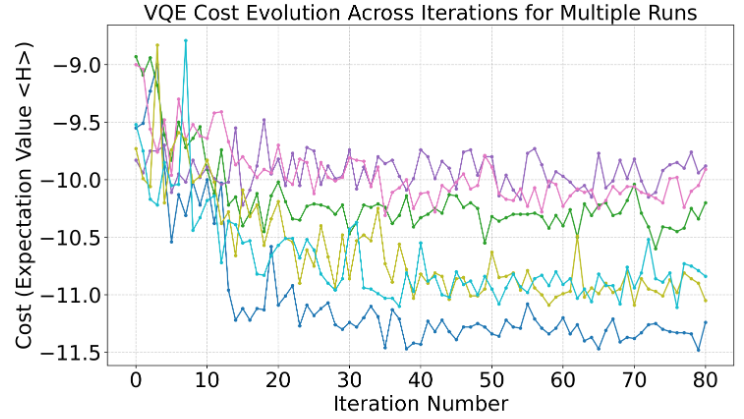 VQE Cost Evolution Across Iterations for Multiple Runs
Cost (Expectation Value <H>)
−9.0
−9.5
−10.0
−10.5
−11.0
−11.5
0 10 20 30 40 50 60 70 80
Iteration Number